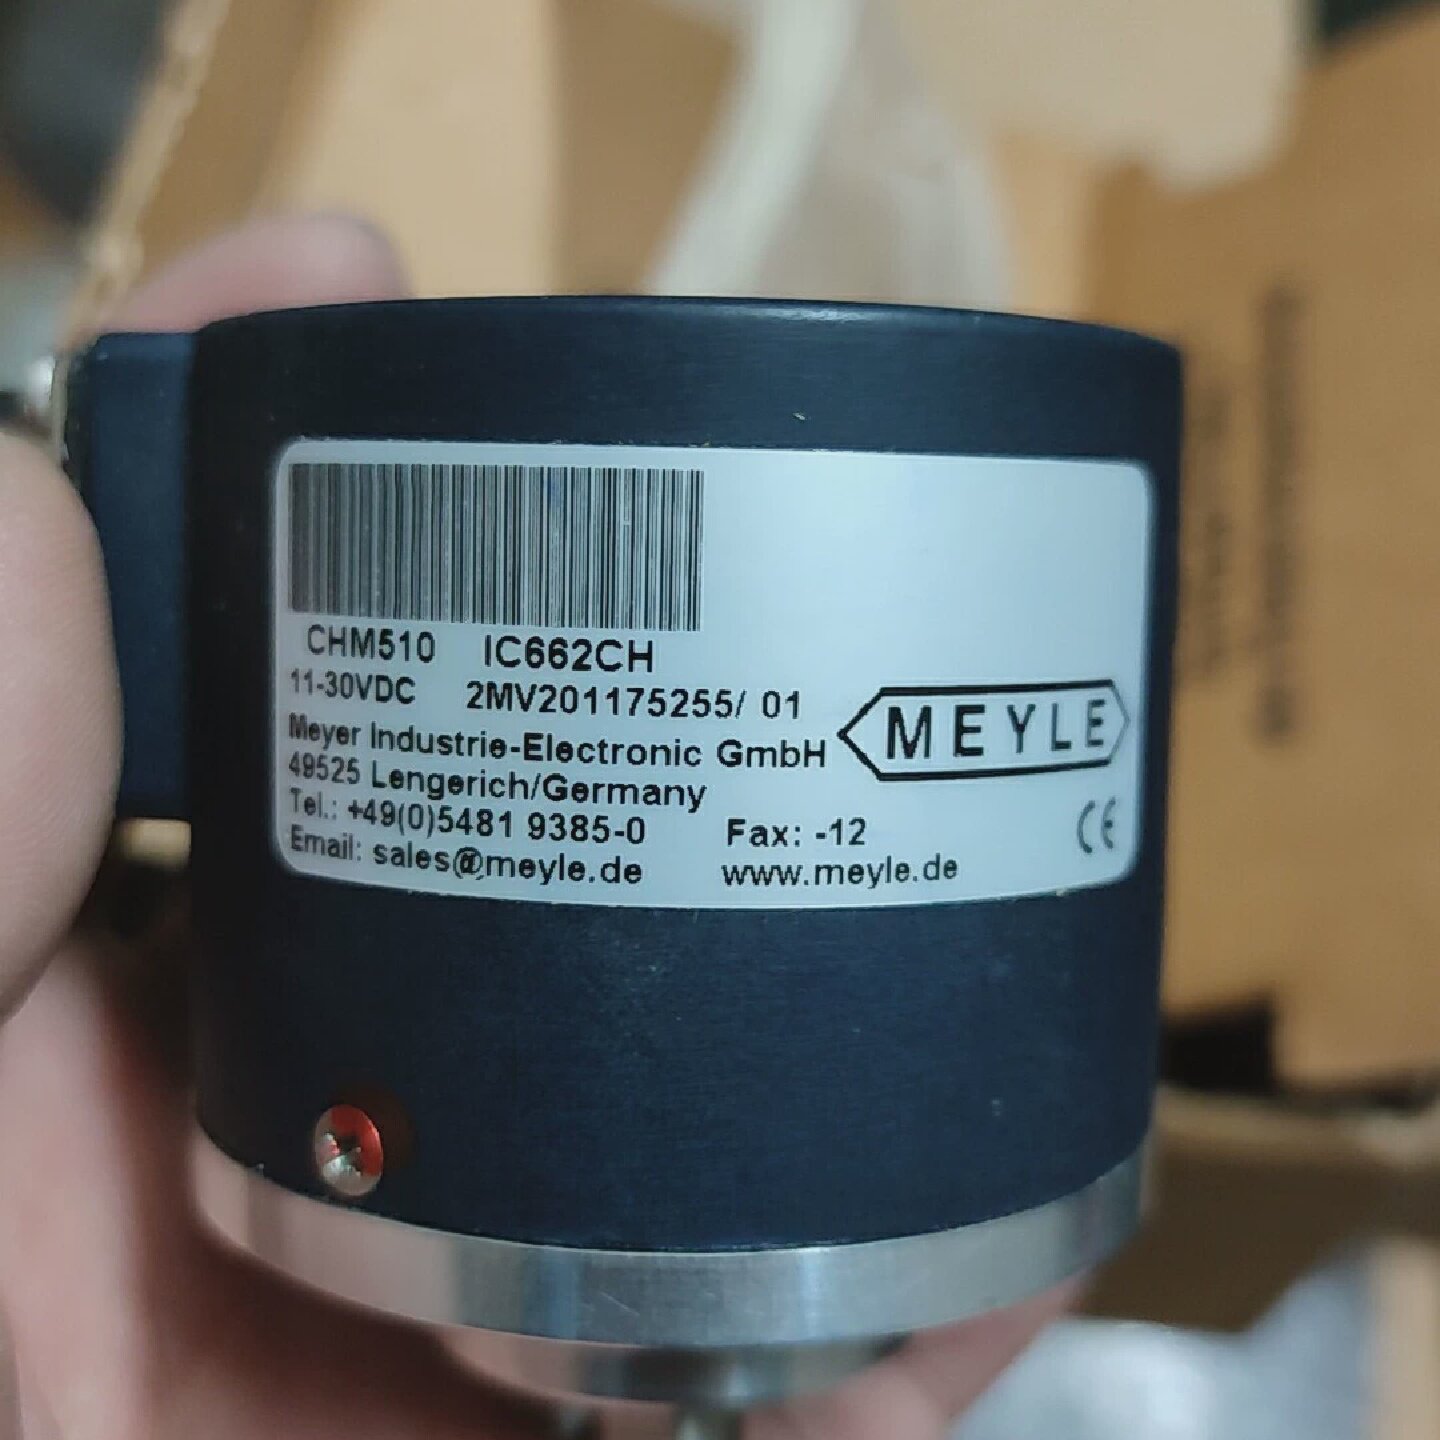 CHM510 IC662CH
11-30VDC 2MV201175255/ 01
Meyer Industrie-Electronic GmbH
MEYLE
49525 Lengerich/Germany
Tel.: +49(0)5481 9385-0 Fax: -12
CE
Email: sales@meyle.de www.meyle.de